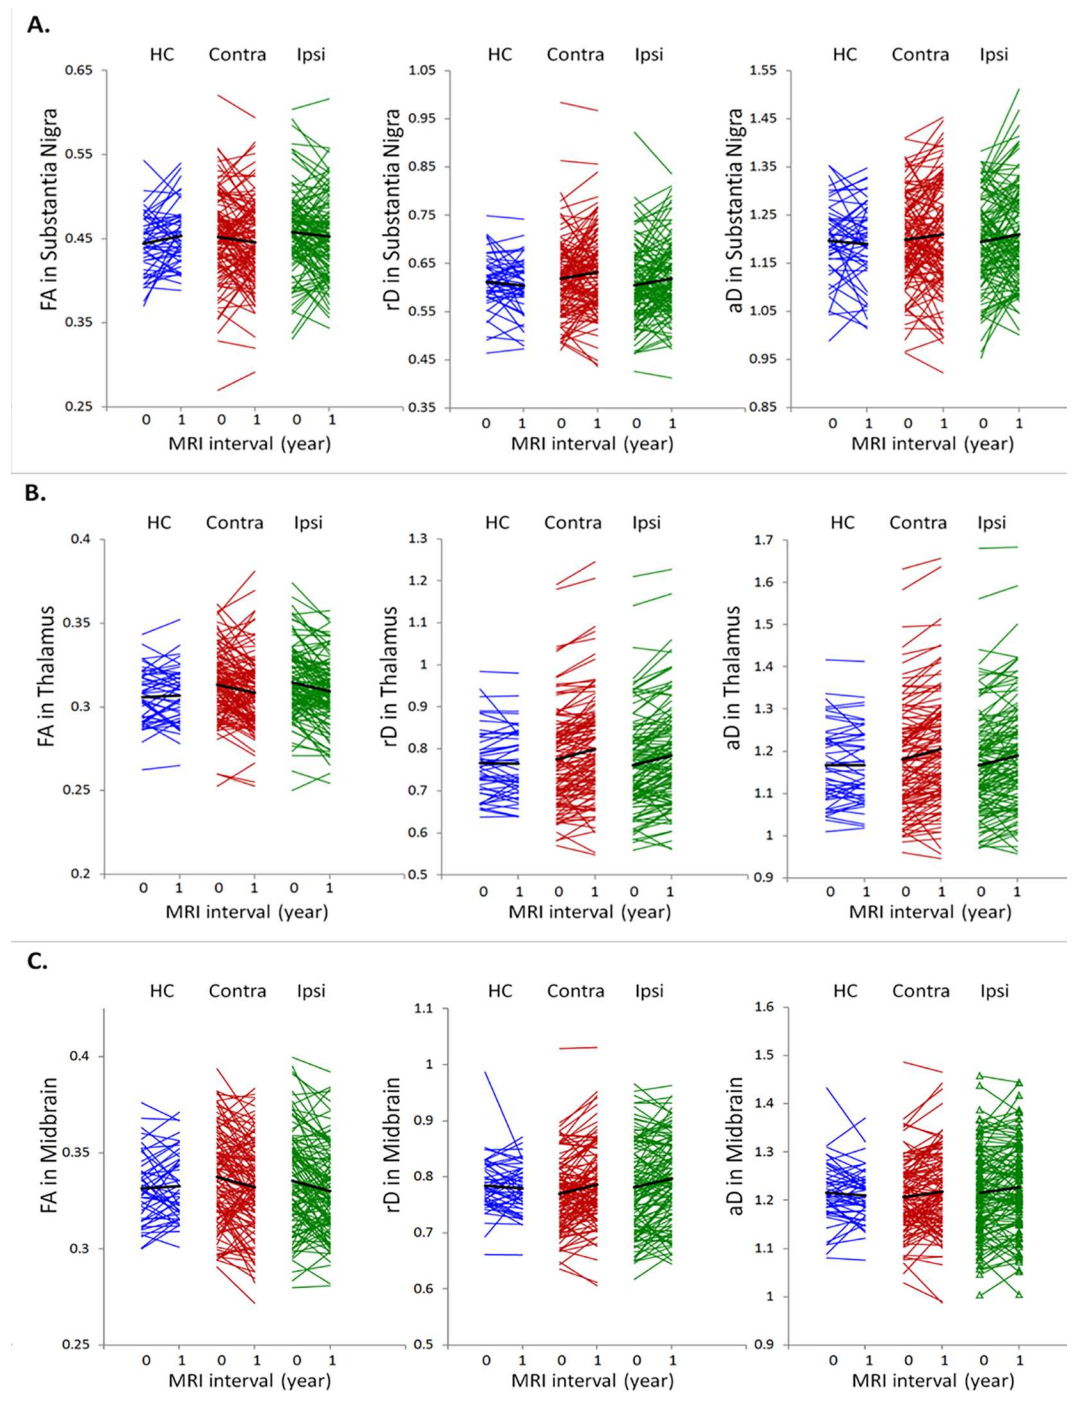 A.
HC Contra Ipsi HC Contra Ipsi HC Contra Ipsi
FA in Substantia Nigra
0.65
0.55
0.45
0.35
0.25
0 1 0 1 0 1
MRI interval (year)
rD in Substantia Nigra
1.05
0.95
0.85
0.75
0.65
0.55
0.45
0.35
0 1 0 1 0 1
MRI interval (year)
aD in Substantia Nigra
1.55
1.45
1.35
1.25
1.15
1.05
0.95
0.85
0 1 0 1 0 1
MRI interval (year)
B.
HC Contra Ipsi HC Contra Ipsi HC Contra Ipsi
FA in Thalamus
0.4
0.35
0.3
0.25
0.2
0 1 0 1 0 1
MRI interval (year)
rD in Thalamus
1.3
1.2
1.1
1
0.9
0.8
0.7
0.6
0.5
0 1 0 1 0 1
MRI interval (year)
aD in Thalamus
1.7
1.6
1.5
1.4
1.3
1.2
1.1
1
0.9
0 1 0 1 0 1
MRI interval (year)
C.
HC Contra Ipsi HC Contra Ipsi HC Contra Ipsi
FA in Midbrain
0.4
0.35
0.3
0.25
0 1 0 1 0 1
MRI interval (year)
rD in Midbrain
1.1
1
0.9
0.8
0.7
0.6
0.5
0 1 0 1 0 1
MRI interval (year)
aD in Midbrain
1.6
1.5
1.4
1.3
1.2
1.1
1
0.9
0 1 0 1 0 1
MRI interval (year)